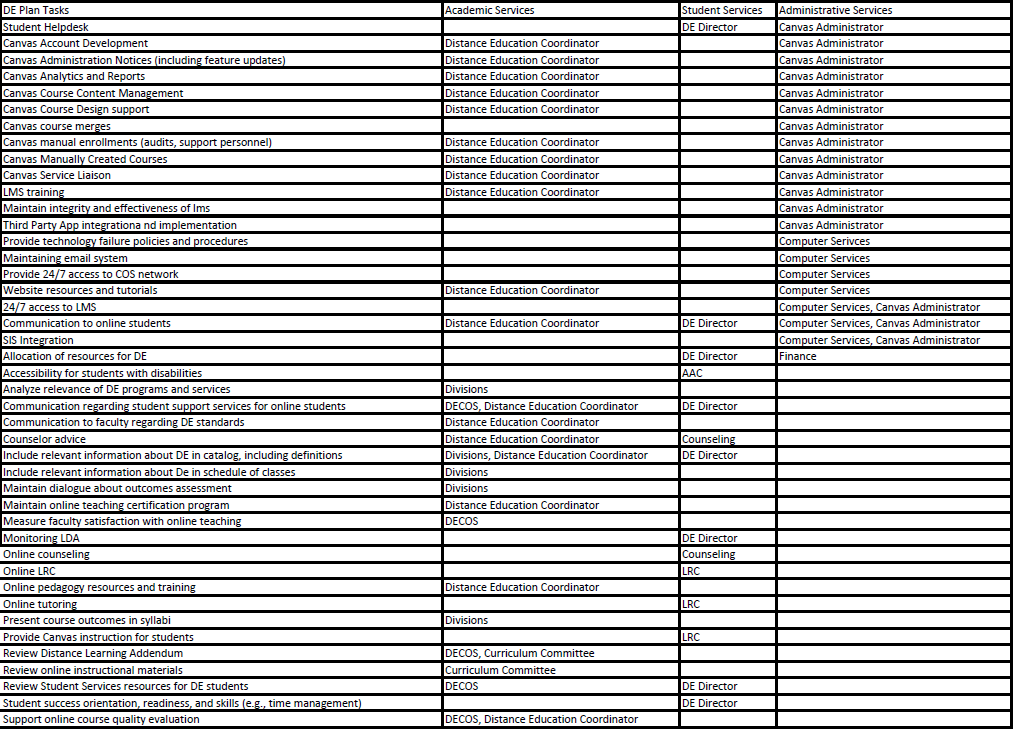 DE Plan Tasks Academic Services Student Services Administrative Services
Student Helpdesk DE Director Canvas Administrator
Canvas Account Development Distance Education Coordinator Canvas Administrator
Canvas Administration Notices (including feature updates) Distance Education Coordinator Canvas Administrator
Canvas Analytics and Reports Distance Education Coordinator Canvas Administrator
Canvas Course Content Management Distance Education Coordinator Canvas Administrator
Canvas Course Design support Distance Education Coordinator Canvas Administrator
Canvas course merges Canvas Administrator
Canvas manual enrollments (audits, support personnel) Distance Education Coordinator Canvas Administrator
Canvas Manually Created Courses Distance Education Coordinator Canvas Administrator
Canvas Service Liaison Distance Education Coordinator Canvas Administrator
LMS training Distance Education Coordinator Canvas Administrator
Maintain integrity and effectiveness of lms Canvas Administrator
Third Party App integrationa nd implementation Canvas Administrator
Provide technology failure policies and procedures Computer Serivces
Maintaining email system Computer Services
Provide 24/7 access to COS network Computer Services
Website resources and tutorials Distance Education Coordinator Computer Services
24/7 access to LMS Computer Services, Canvas Administrator
Communication to online students Distance Education Coordinator DE Director Computer Services, Canvas Administrator
SIS Integration Computer Services, Canvas Administrator
Allocation of resources for DE DE Director Finance
Accessibility for students with disabilities AAC
Analyze relevance of DE programs and services Divisions
Communication regarding student support services for online students DECOS, Distance Education Coordinator DE Director
Communication to faculty regarding DE standards Distance Education Coordinator
Counselor advice Distance Education Coordinator Counseling
Include relevant information about DE in catalog, including definitions Divisions, Distance Education Coordinator DE Director
Include relevant information about De in schedule of classes Divisions
Maintain dialogue about outcomes assessment Divisions
Maintain online teaching certification program Distance Education Coordinator
Measure faculty satisfaction with online teaching DECOS
Monitoring LDA DE Director
Online counseling Counseling
Online LRC LRC
Online pedagogy resources and training Distance Education Coordinator
Online tutoring LRC
Present course outcomes in syllabi Divisions
Provide Canvas instruction for students LRC
Review Distance Learning Addendum DECOS, Curriculum Committee
Review online instructional materials Curriculum Committee
Review Student Services resources for DE students DECOS DE Director
Student success orientation, readiness, and skills (e.g., time management) DE Director
Support online course quality evaluation DECOS, Distance Education Coordinator